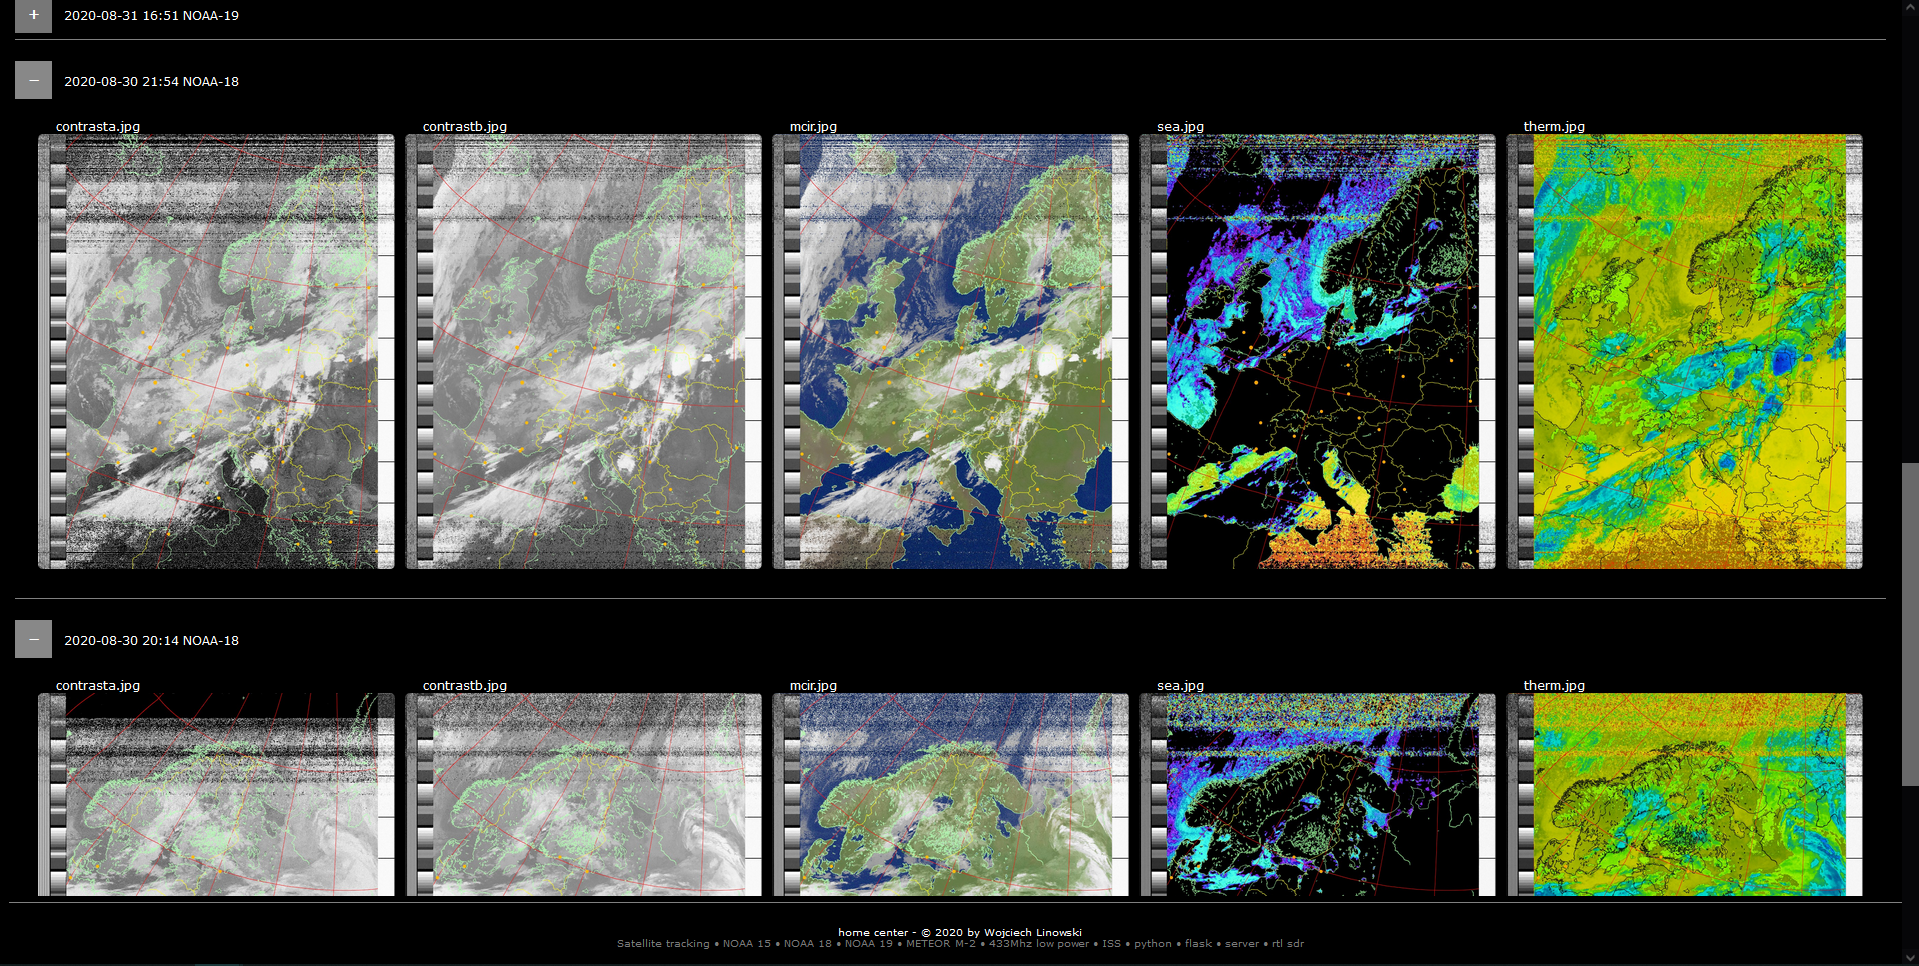 + 2020-08-31 16:51 NOAA-19
− 2020-08-30 21:54 NOAA-18
contrasta.jpg contrastb.jpg mcir.jpg sea.jpg therm.jpg
− 2020-08-30 20:14 NOAA-18
contrasta.jpg contrastb.jpg mcir.jpg sea.jpg therm.jpg
home center - © 2020 by Wojciech Linowski
Satellite tracking • NOAA 15 • NOAA 18 • NOAA 19 • METEOR M-2 • 433Mhz low power • ISS • python • flask • server • rtl sdr